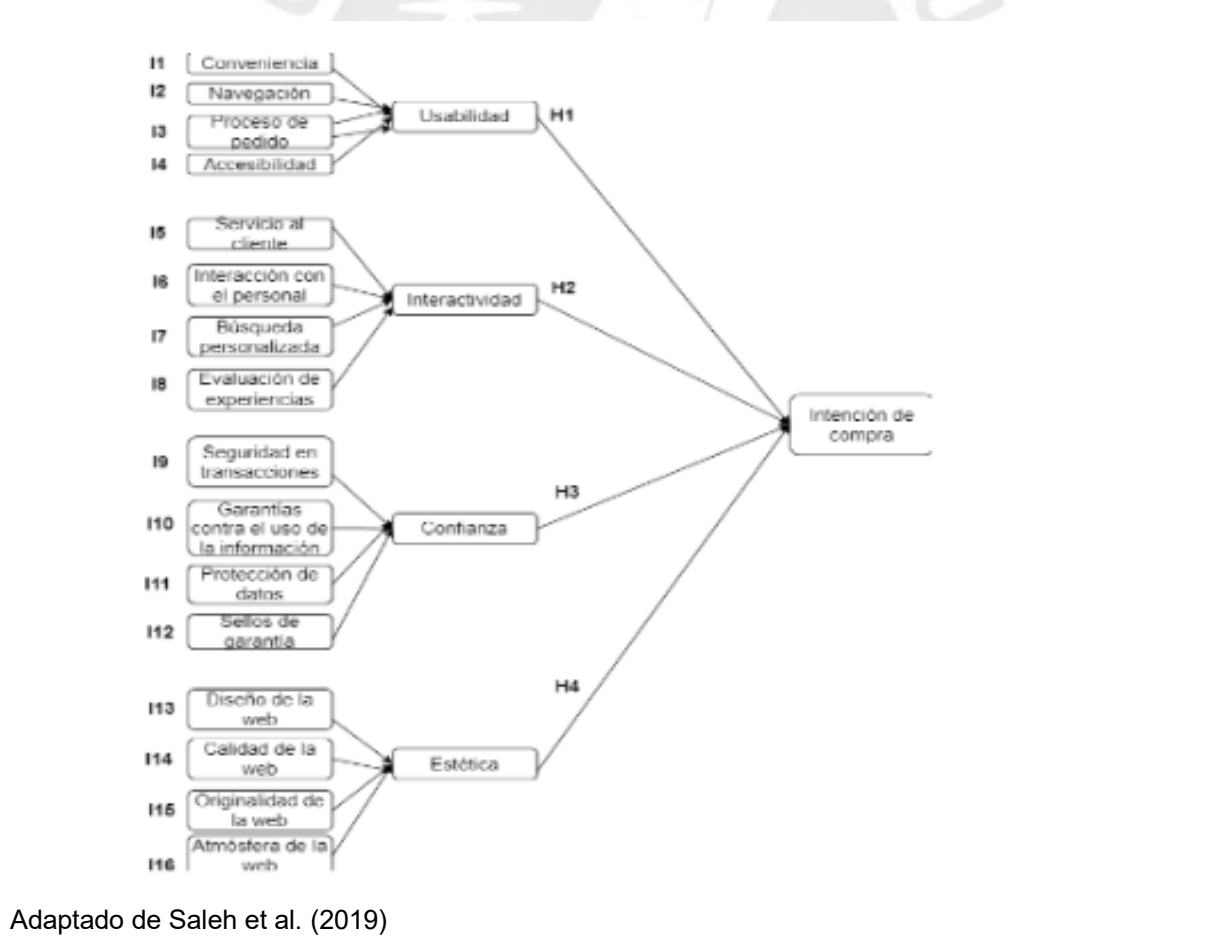 I1
Conveniencia
I2
Navegación
I3
Proceso de
pedido
I4
Accesibilidad
Usabilidad
H1
I5
Servicio al
cliente
I6
Interacción con
el personal
I7
Búsqueda
personalizada
I8
Evaluación de
experiencias
Interactividad
H2
I9
Seguridad en
transacciones
I10
Garantías
contra el uso de
la información
I11
Protección de
datos
I12
Sellos de
garantía
Confianza
H3
I13
Diseño de la
web
I14
Calidad de la
web
I15
Originalidad de
la web
I16
Atmósfera de la
web
Estética
H4
Intención de
compra
Adaptado de Saleh et al. (2019)